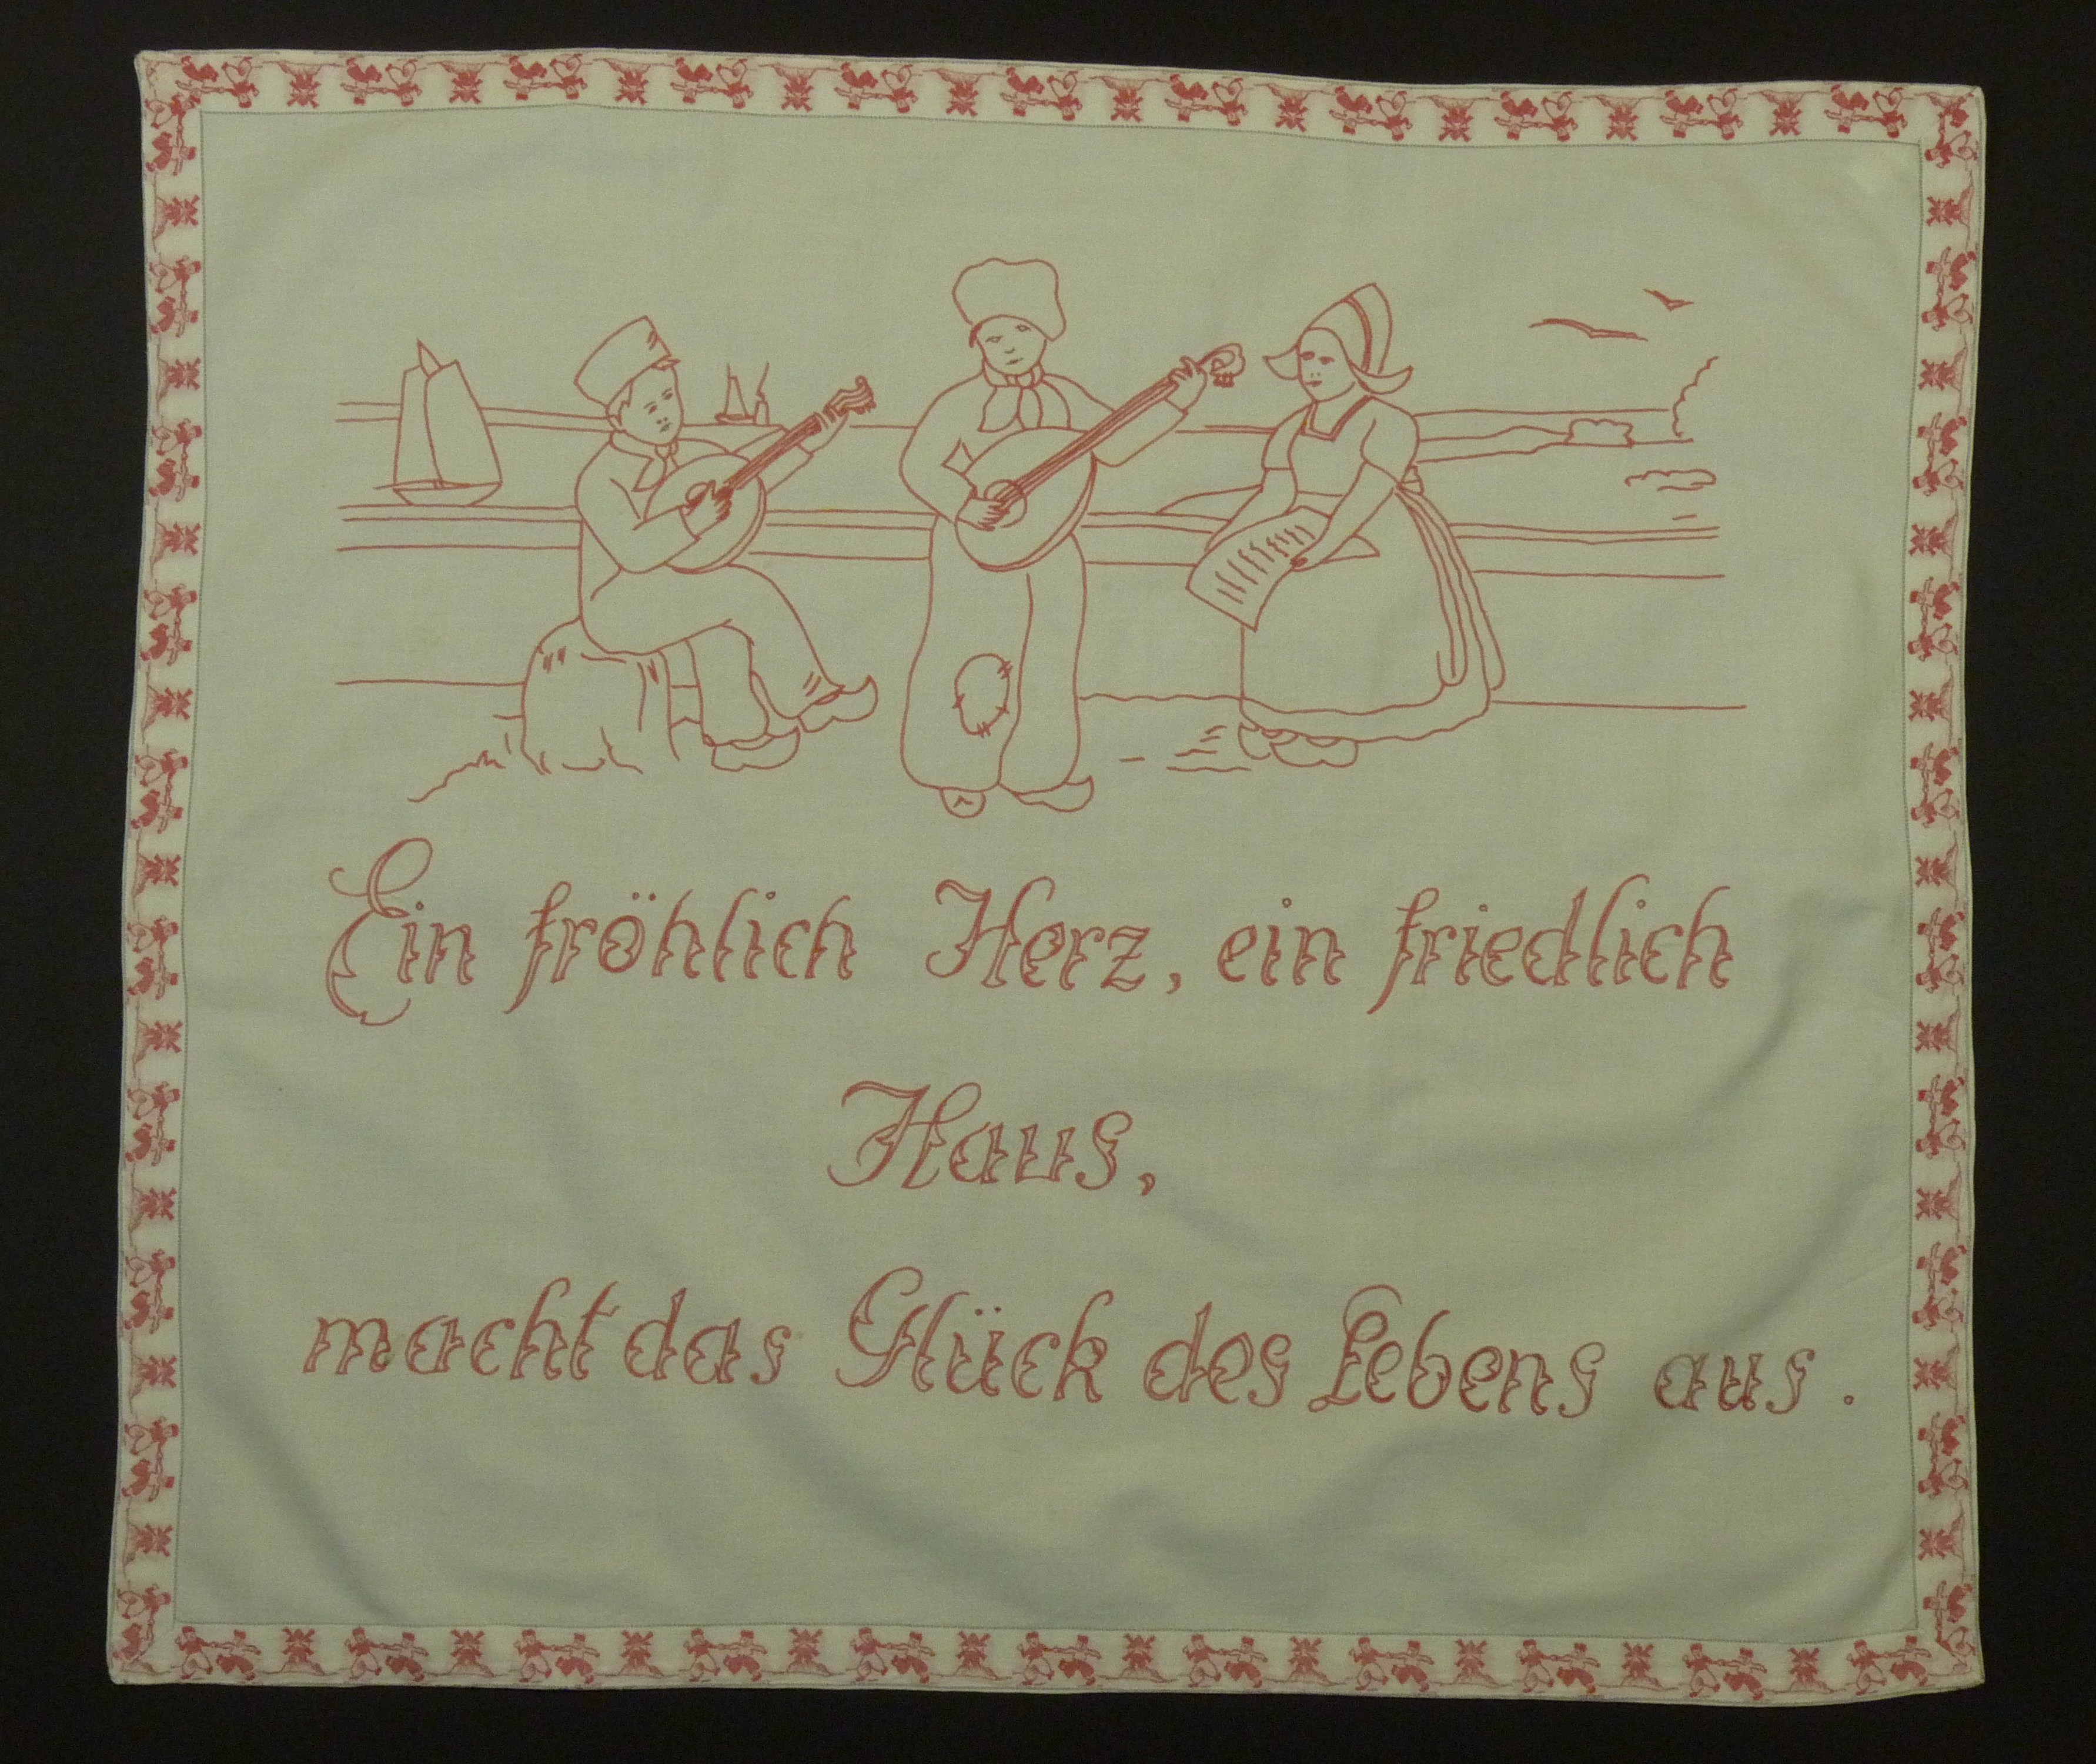 Ein fröhlich Herz, ein friedlich
Haus,
macht das Glück des Lebens aus.